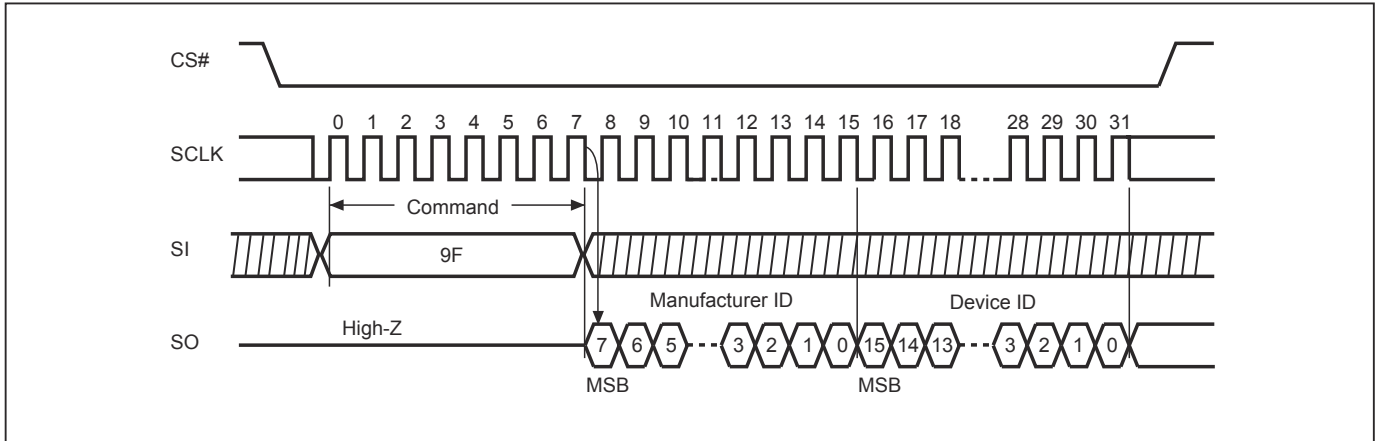 CS#
0 1 2 3 4 5 6 7 8 9 10 11 12 13 14 15 16 17 18 28 29 30 31
SCLK
Command
SI
9F
Manufacturer ID
Device ID
High-Z
SO
7 6 5 3 2 1 0 15 14 13 3 2 1 0
MSB
MSB